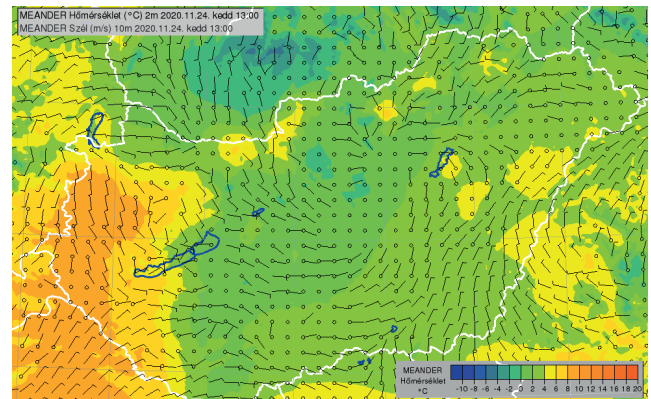 MEANDER Hőmérséklet (°C) 2m 2020.11.24. kedd 13:00
MEANDER Szél (m/s) 10m 2020.11.24. kedd 13:00
MEANDER
Hőmérséklet
°C
-10 -8 -6 -4 -2 0 2 4 6 8 10 12 14 16 18 20